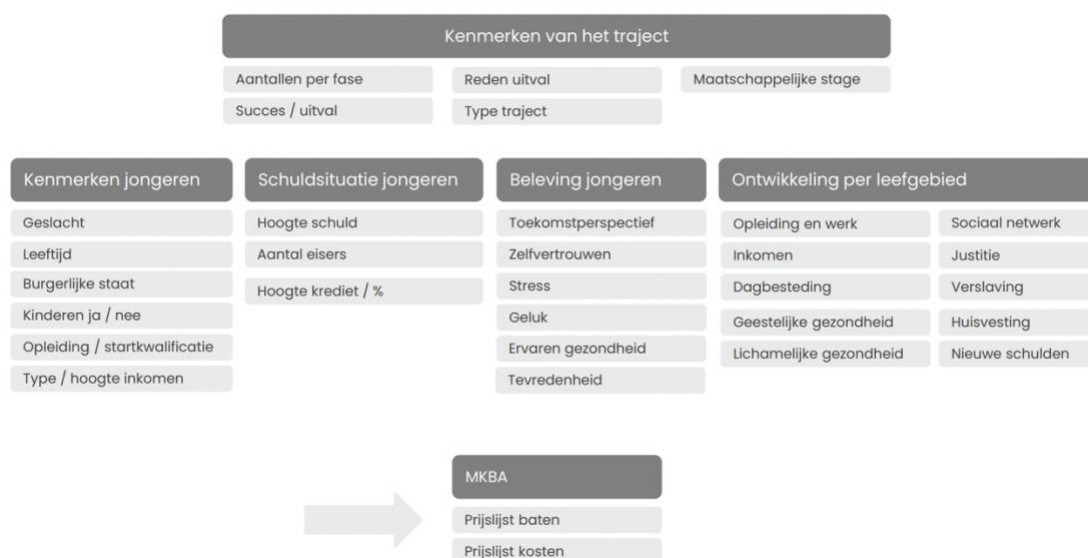 Kenmerken van het traject
Aantallen per fase
Reden uitval
Maatschappelijke stage
Succes / uitval
Type traject
Kenmerken jongeren
Geslacht
Leeftijd
Burgerlijke staat
Kinderen ja / nee
Opleiding / startkwalificatie
Type / hoogte inkomen
Schuldsituatie jongeren
Hoogte schuld
Aantal eisers
Hoogte krediet / %
Beleving jongeren
Toekomstperspectief
Zelfvertrouwen
Stress
Geluk
Ervaren gezondheid
Tevredenheid
Ontwikkeling per leefgebied
Opleiding en werk
Inkomen
Dagbesteding
Geestelijke gezondheid
Lichamelijke gezondheid
Sociaal netwerk
Justitie
Verslaving
Huisvesting
Nieuwe schulden
MKBA
Prijslijst baten
Prijslijst kosten